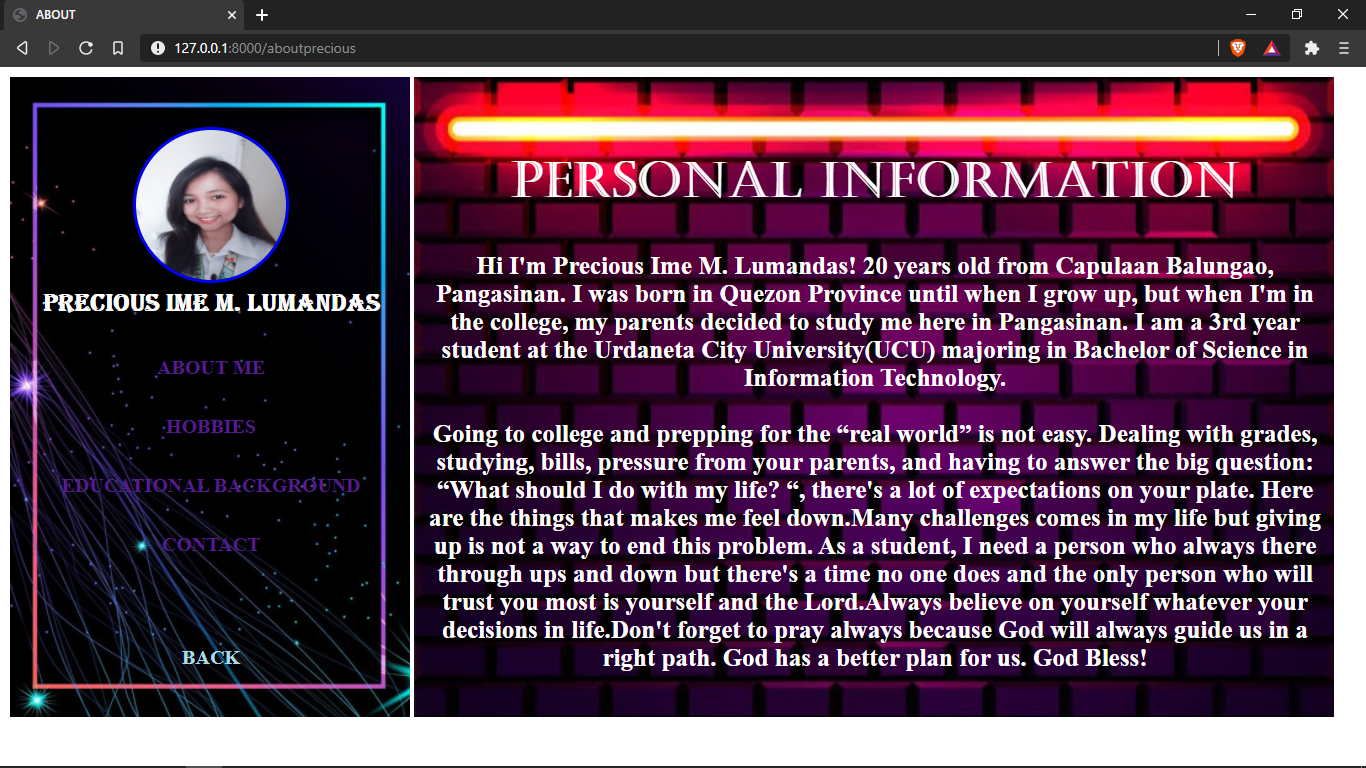 ABOUT
127.0.0.1:8000/aboutprecious
PRECIOUS IME M. LUMANDAS
ABOUT ME
HOBBIES
EDUCATIONAL BACKGROUND
CONTACT
BACK
PERSONAL INFORMATION
Hi I'm Precious Ime M. Lumandas! 20 years old from Capulaan Balungao,
Pangasinan. I was born in Quezon Province until when I grow up, but when I'm in
the college, my parents decided to study me here in Pangasinan. I am a 3rd year
student at the Urdaneta City University(UCU) majoring in Bachelor of Science in
Information Technology.
Going to college and prepping for the “real world” is not easy. Dealing with grades,
studying, bills, pressure from your parents, and having to answer the big question:
“What should I do with my life? “, there's a lot of expectations on your plate. Here
are the things that makes me feel down.Many challenges comes in my life but giving
up is not a way to end this problem. As a student, I need a person who always there
through ups and down but there's a time no one does and the only person who will
trust you most is yourself and the Lord.Always believe on yourself whatever your
decisions in life.Don't forget to pray always because God will always guide us in a
right path. God has a better plan for us. God Bless!